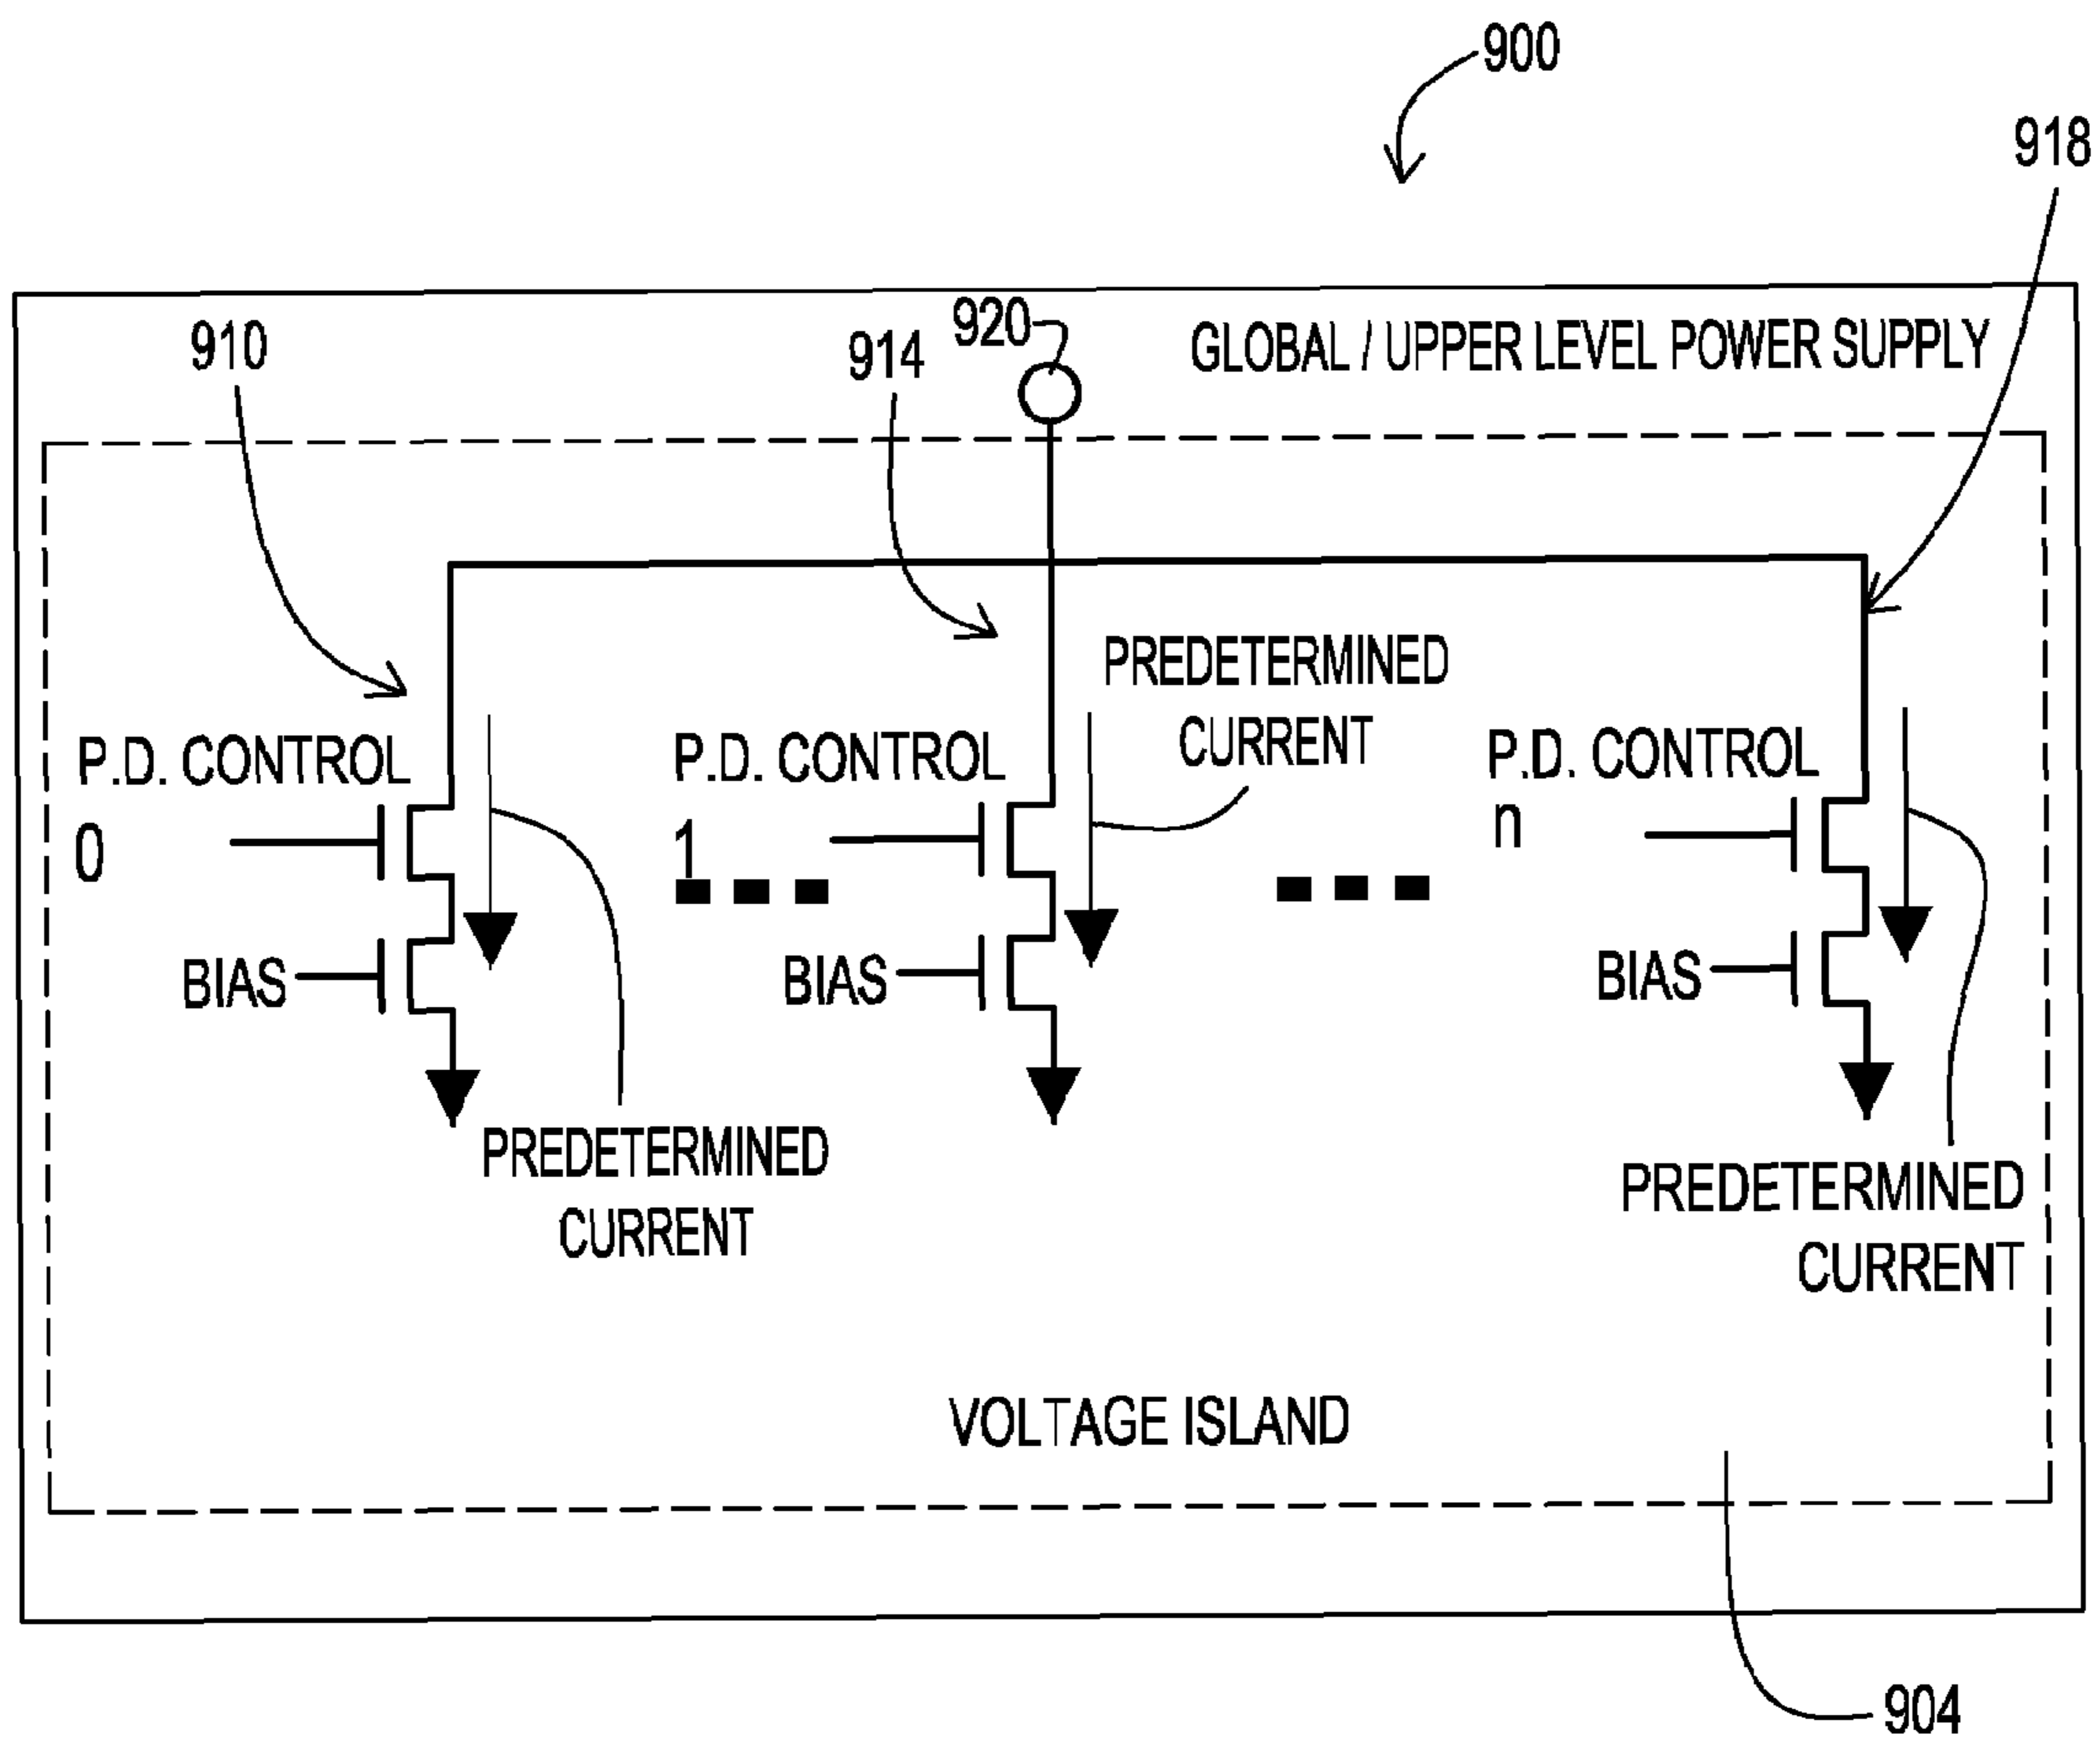 900
918
920
GLOBAL / UPPER LEVEL POWER SUPPLY
910
914
PREDETERMINED
CURRENT
P.D. CONTROL
0
P.D. CONTROL
1
P.D. CONTROL
n
BIAS
BIAS
BIAS
PREDETERMINED
CURRENT
PREDETERMINED
CURRENT
VOLTAGE ISLAND
904